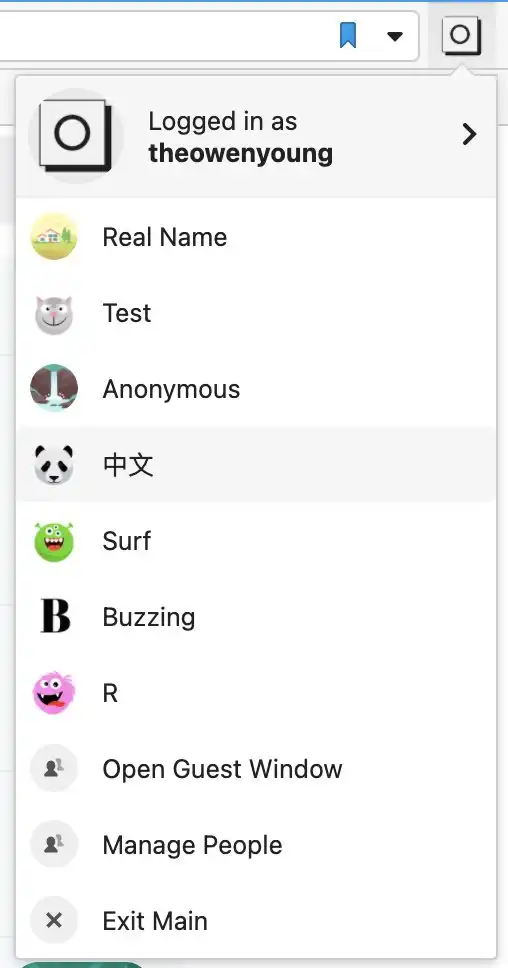 Logged in as
theowenyoung
Real Name
Test
Anonymous
中文
Surf
B Buzzing
R
Open Guest Window
Manage People
Exit Main